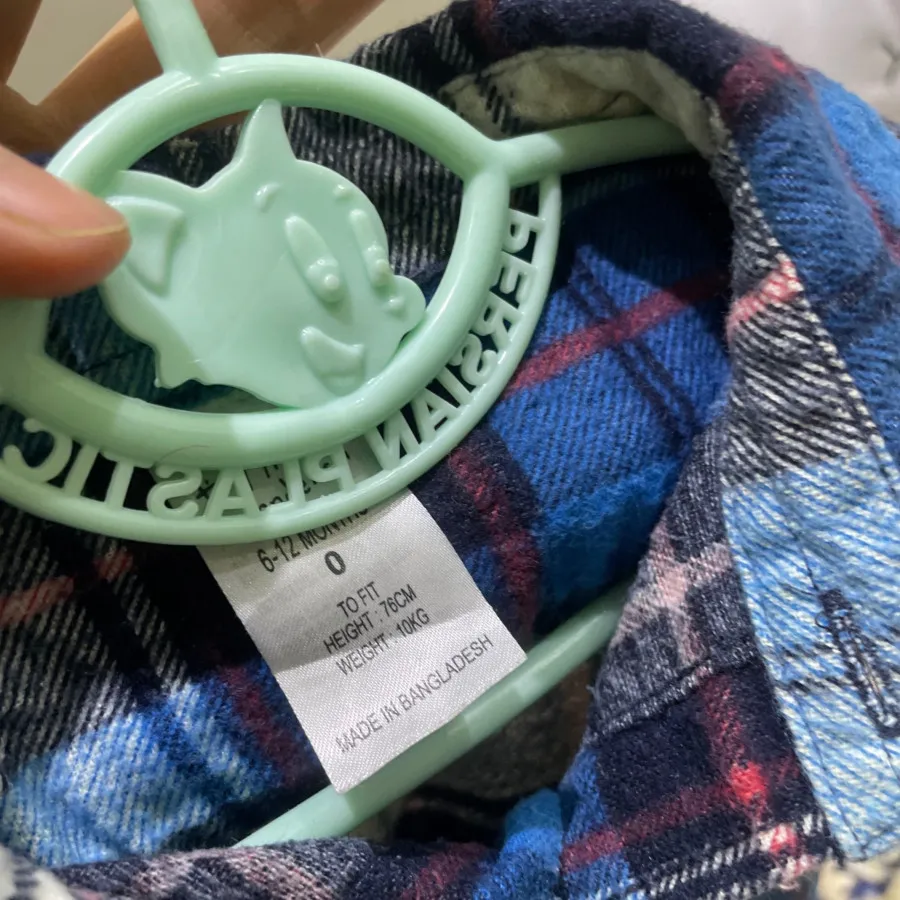 PERSIAN PLASTIC
6-12 MONTHS
0
TO FIT
HEIGHT : 76CM
WEIGHT : 10KG
MADE IN BANGLADESH